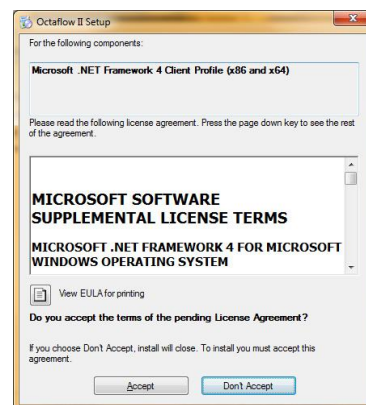 Octaflow II Setup
For the following components:
Microsoft .NET Framework 4 Client Profile (x86 and x64)
Please read the following license agreement. Press the page down key to see the rest
of the agreement.
MICROSOFT SOFTWARE
SUPPLEMENTAL LICENSE TERMS
MICROSOFT .NET FRAMEWORK 4 FOR MICROSOFT
WINDOWS OPERATING SYSTEM
View EULA for printing
Do you accept the terms of the pending License Agreement?
If you choose Don't Accept, install will close. To install you must accept this
agreement.
Accept
Don't Accept